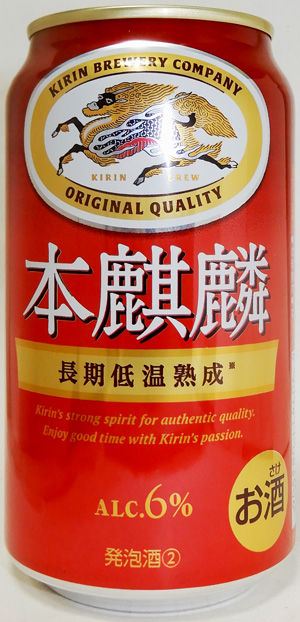 KIRIN BREWERY COMPANY
KIRIN BREW
ORIGINAL QUALITY
本麒麟
長期低温熟成※
Kirin's strong spirit for authentic quality.
Enjoy good time with Kirin's passion.
ALC.6%
さけ
お酒
発泡酒②